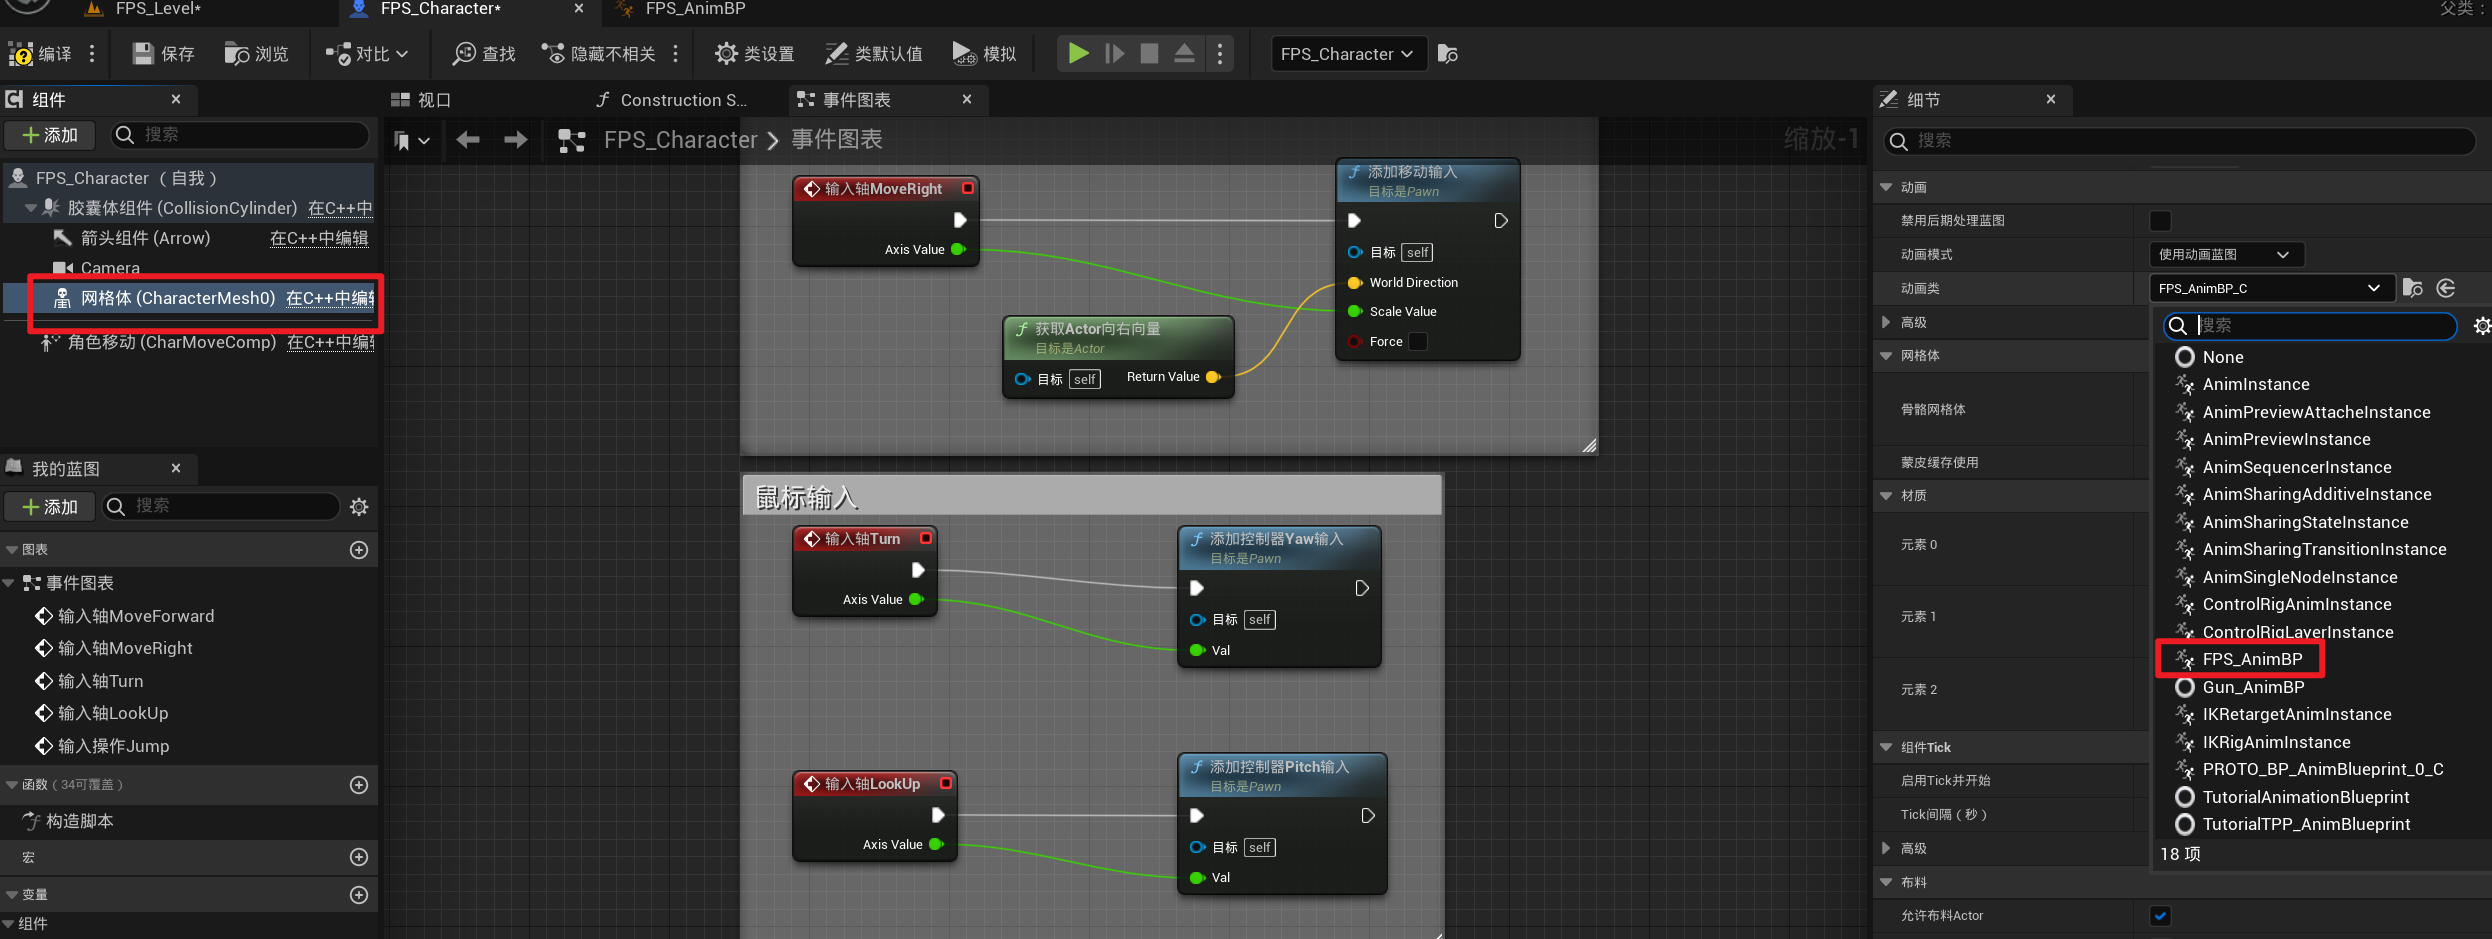 FPS_Level*
FPS_Character*
FPS_AnimBP
父类：
编译
保存
浏览
对比
查找
隐藏不相关
类设置
类默认值
模拟
FPS_Character
组件
添加
搜索
FPS_Character （自我）
胶囊体组件 (CollisionCylinder) 在C++中
箭头组件 (Arrow) 在C++中编辑
Camera
网格体 (CharacterMesh0) 在C++中编辑
角色移动 (CharMoveComp) 在C++中编辑
我的蓝图
添加
搜索
图表
事件图表
输入轴MoveForward
输入轴MoveRight
输入轴Turn
输入轴LookUp
输入操作Jump
函数（34可覆盖）
构造脚本
宏
变量
组件
视口
Construction S...
事件图表
FPS_Character
事件图表
缩放-1
输入轴MoveRight
Axis Value
添加移动输入
目标是Pawn
目标 self
World Direction
Scale Value
Force
获取Actor向右向量
目标是Actor
目标 self
Return Value
鼠标输入
输入轴Turn
Axis Value
添加控制器Yaw输入
目标是Pawn
目标 self
Val
输入轴LookUp
Axis Value
添加控制器Pitch输入
目标是Pawn
目标 self
Val
细节
搜索
动画
禁用后期处理蓝图
动画模式
使用动画蓝图
动画类
FPS_AnimBP_C
高级
网格体
骨骼网格体
蒙皮缓存使用
材质
元素 0
元素 1
元素 2
组件Tick
启用Tick并开始
Tick间隔（秒）
高级
布料
允许布料Actor
搜索
None
AnimInstance
AnimPreviewAttacheInstance
AnimPreviewInstance
AnimSequencerInstance
AnimSharingAdditiveInstance
AnimSharingStateInstance
AnimSharingTransitionInstance
AnimSingleNodeInstance
ControlRigAnimInstance
ControlRigLayerInstance
FPS_AnimBP
Gun_AnimBP
IKRetargetAnimInstance
IKRigAnimInstance
PROTO_BP_AnimBlueprint_0_C
TutorialAnimationBlueprint
TutorialTPP_AnimBlueprint
18 项